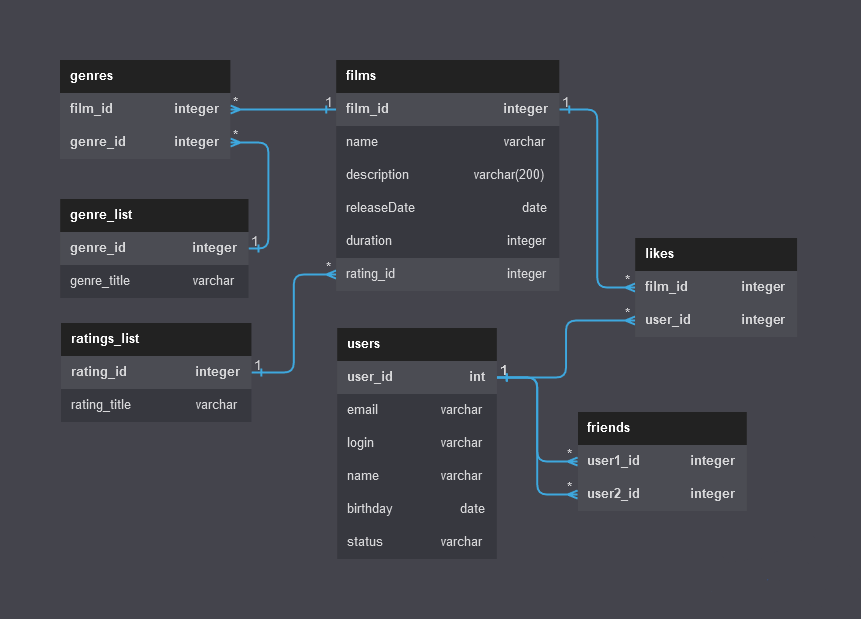 genres
film_id integer
genre_id integer
*
*
genre_list
genre_id integer
genre_title varchar
1
ratings_list
rating_id integer
rating_title varchar
1
films
film_id integer
name varchar
description varchar(200)
releaseDate date
duration integer
rating_id integer
1
1
*
users
user_id int
email varchar
login varchar
name varchar
birthday date
status varchar
1
likes
film_id integer
user_id integer
*
*
friends
user1_id integer
user2_id integer
*
*